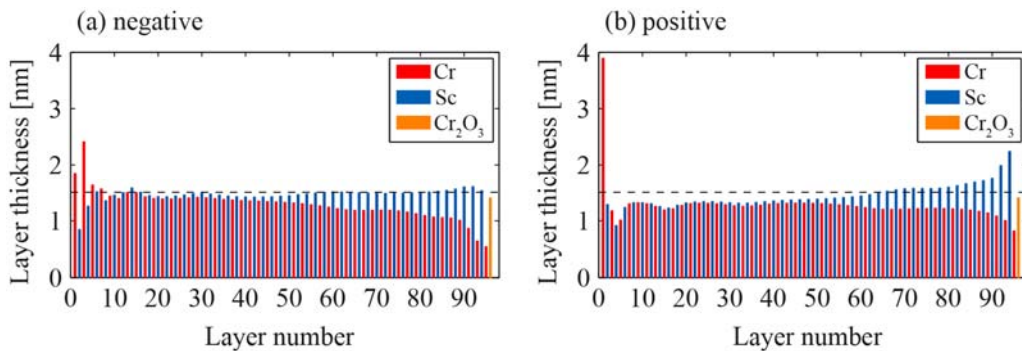 (a) negative
Layer thickness [nm]
4
3
2
1
0
Cr
Sc
Cr2O3
0 10 20 30 40 50 60 70 80 90
Layer number
(b) positive
Layer thickness [nm]
4
3
2
1
0
Cr
Sc
Cr2O3
0 10 20 30 40 50 60 70 80 90
Layer number